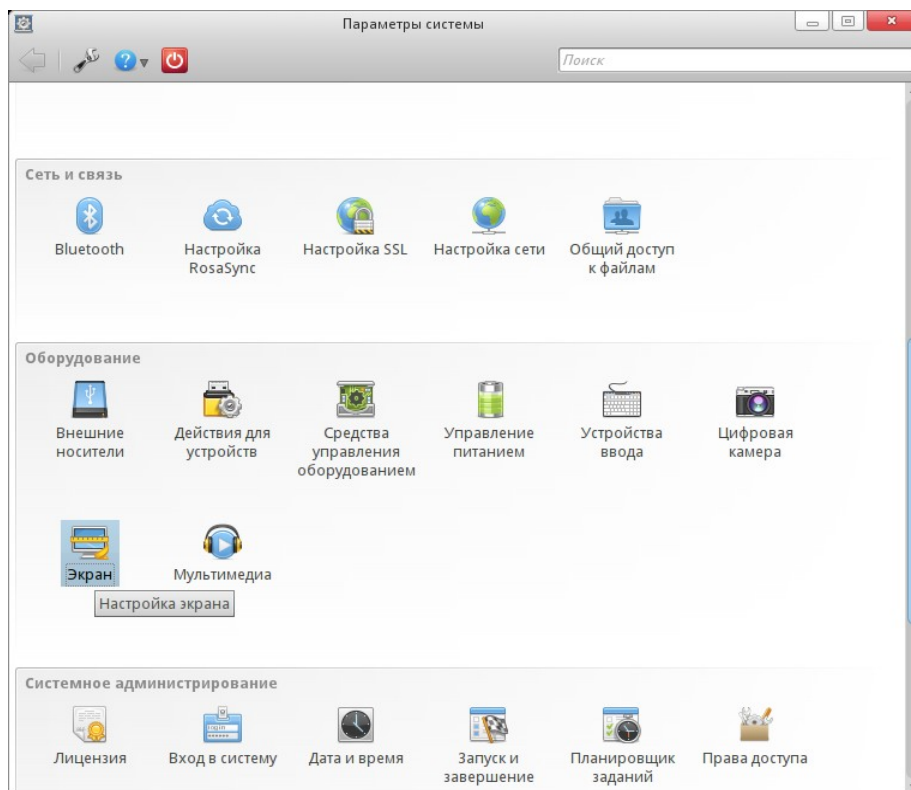 Параметры системы
Поиск
Сеть и связь
Bluetooth
Настройка
RosaSync
Настройка SSL
Настройка сети
Общий доступ
к файлам
Оборудование
Внешние
носители
Действия для
устройств
Средства
управления
оборудованием
Управление
питанием
Устройства
ввода
Цифровая
камера
Экран
Мультимедиа
Настройка экрана
Системное администрирование
Лицензия
Вход в систему
Дата и время
Запуск и
завершение
Планировщик
заданий
Права доступа